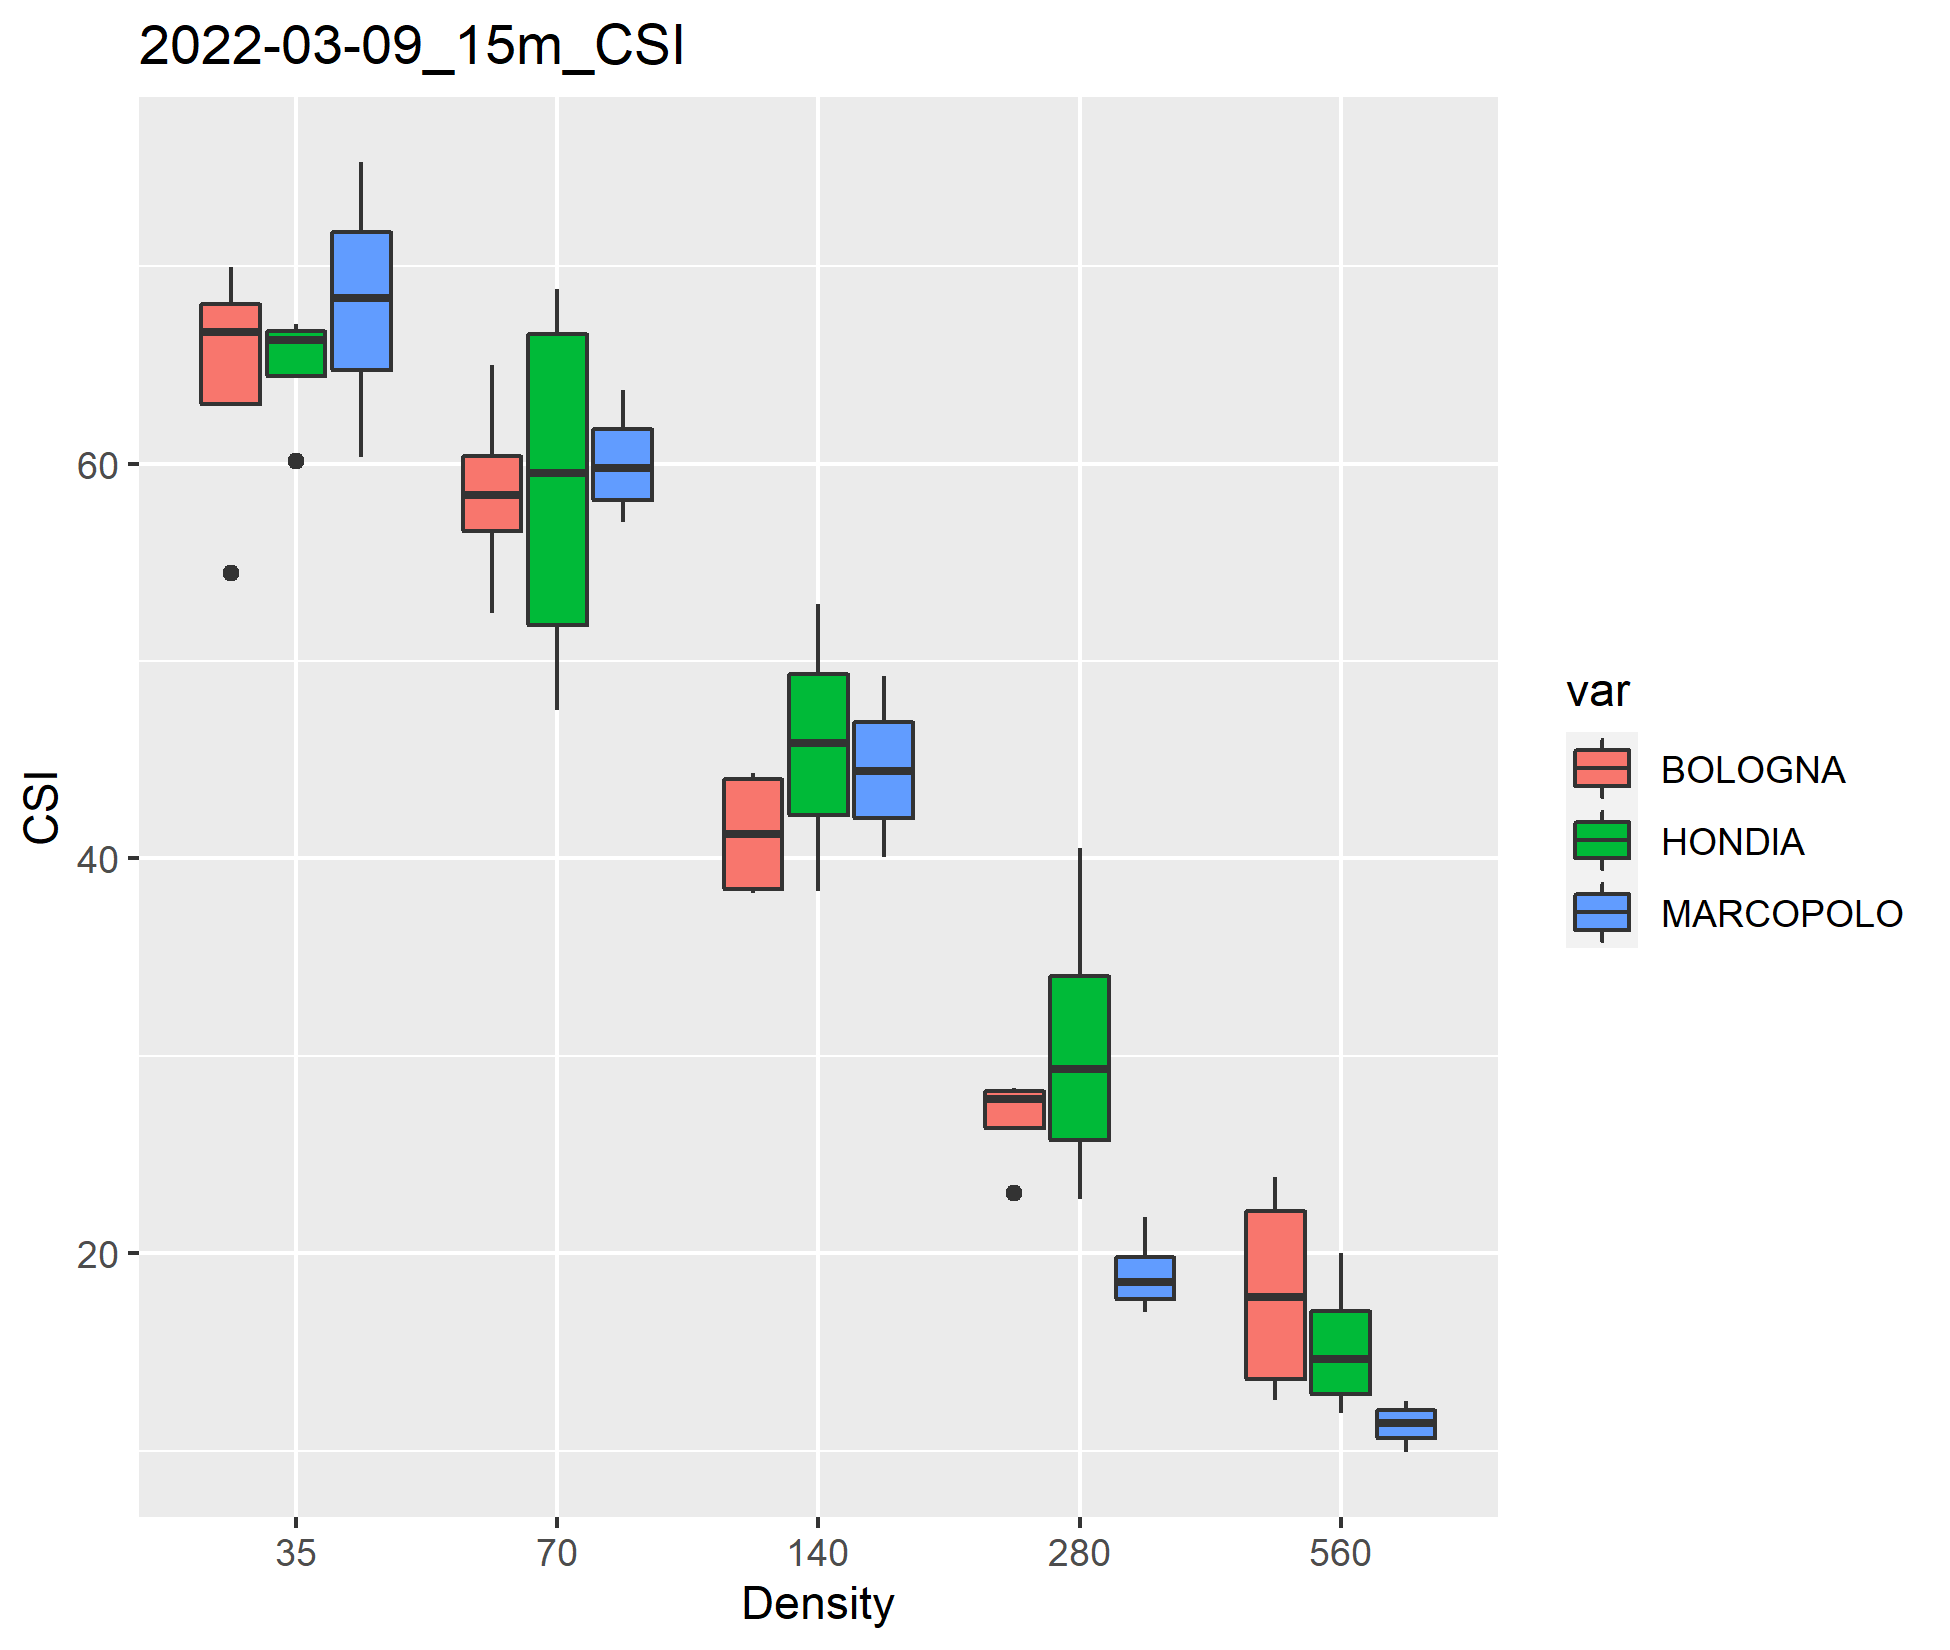 2022-03-09_15m_CSI
CSI
60
40
20
35 70 140 280 560
Density
var
BOLOGNA
HONDIA
MARCOPOLO